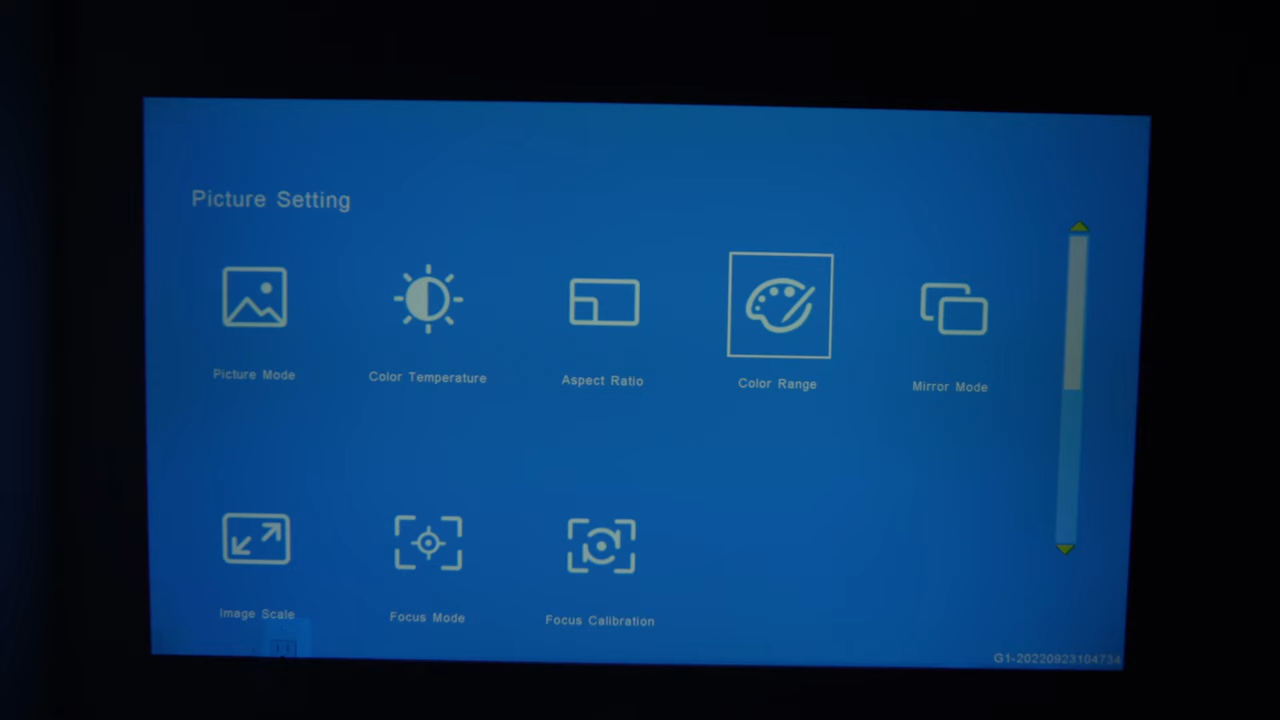 Picture Setting
Picture Mode
Color Temperature
Aspect Ratio
Color Range
Mirror Mode
Image Scale
Focus Mode
Focus Calibration
G1-20220923104734